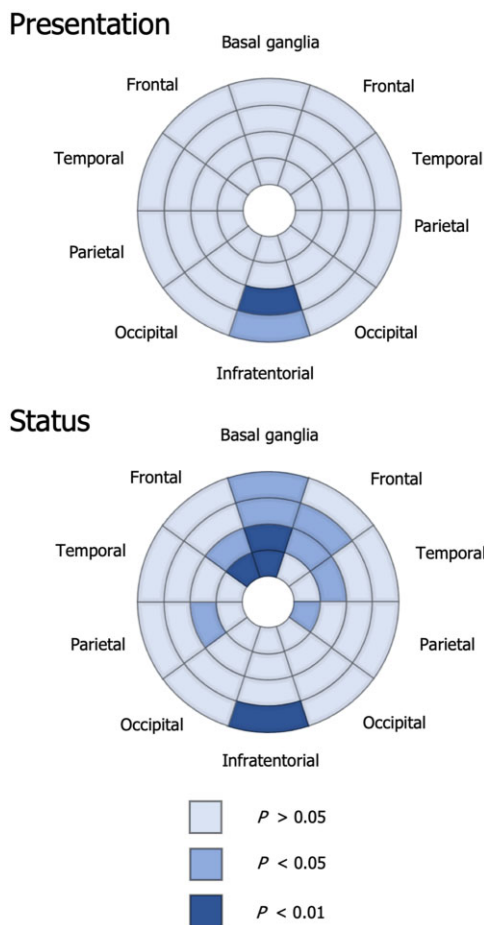 Presentation
Basal ganglia
Frontal
Frontal
Temporal
Temporal
Parietal
Parietal
Occipital
Occipital
Infratentorial
Status
Basal ganglia
Frontal
Frontal
Temporal
Temporal
Parietal
Parietal
Occipital
Occipital
Infratentorial
P > 0.05
P < 0.05
P < 0.01